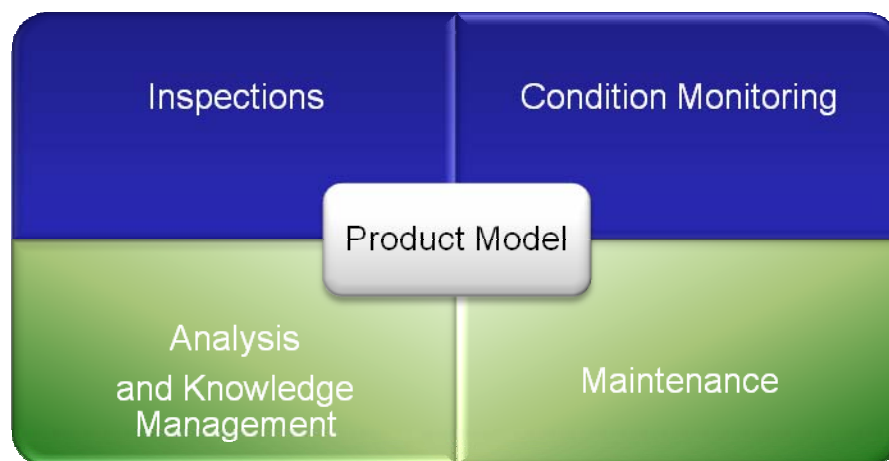 Inspections
Condition Monitoring
Product Model
Analysis
and Knowledge
Management
Maintenance